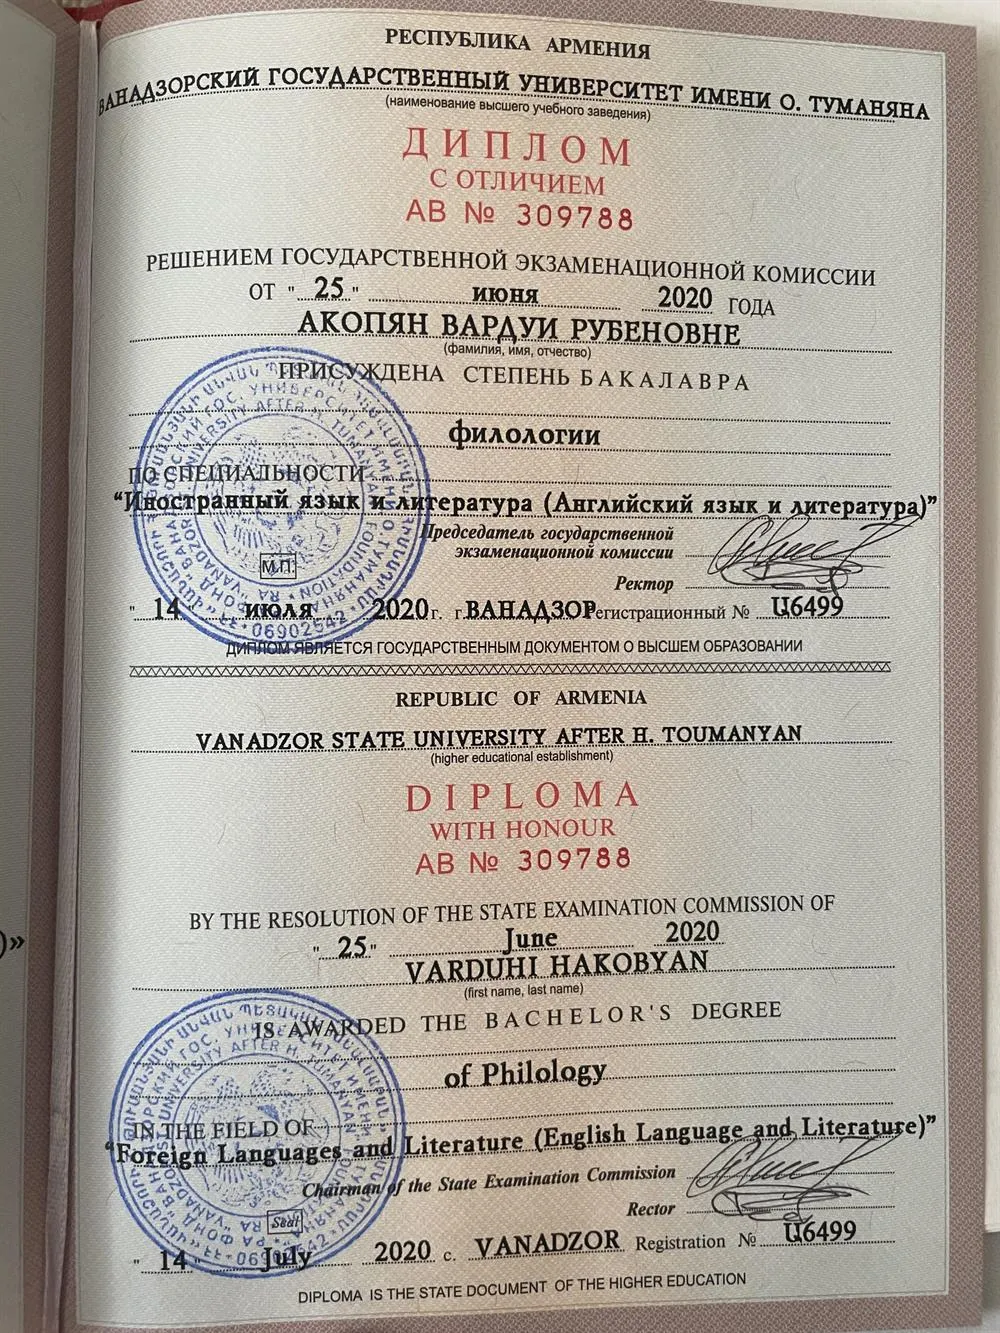 РЕСПУБЛИКА АРМЕНИЯ
ВАНАДЗОРСКИЙ ГОСУДАРСТВЕННЫЙ УНИВЕРСИТЕТ ИМЕНИ О. ТУМАНЯНА
(наименование высшего учебного заведения)
ДИПЛОМ
С ОТЛИЧИЕМ
АВ № 309788
РЕШЕНИЕМ ГОСУДАРСТВЕННОЙ ЭКЗАМЕНАЦИОННОЙ КОМИССИИ
ОТ "25" июня 2020 ГОДА
АКОПЯН ВАРДУИ РУБЕНОВНЕ
(фамилия, имя, отчество)
ПРИСУЖДЕНА СТЕПЕНЬ БАКАЛАВРА
филологии
ПО СПЕЦИАЛЬНОСТИ
“Иностранный язык и литература (Английский язык и литература)”
Председатель государственной
экзаменационной комиссии
М.П.
Ректор
"14" июля 2020 г. г. ВАНАДЗОР Регистрационный № Ц6499
ДИПЛОМ ЯВЛЯЕТСЯ ГОСУДАРСТВЕННЫМ ДОКУМЕНТОМ О ВЫСШЕМ ОБРАЗОВАНИИ
06902542
REPUBLIC OF ARMENIA
VANADZOR STATE UNIVERSITY AFTER H. TOUMANYAN
(higher educational establishment)
DIPLOMA
WITH HONOUR
АВ № 309788
BY THE RESOLUTION OF THE STATE EXAMINATION COMMISSION OF
"25" June 2020
VARDUHI HAKOBYAN
(first name, last name)
IS AWARDED THE BACHELOR'S DEGREE
of Philology
IN THE FIELD OF
“Foreign Languages and Literature (English Language and Literature)”
Chairman of the State Examination Commission
Rector
Seal
"14" July 2020 c. VANADZOR Registration № Ц6499
DIPLOMA IS THE STATE DOCUMENT OF THE HIGHER EDUCATION
)»